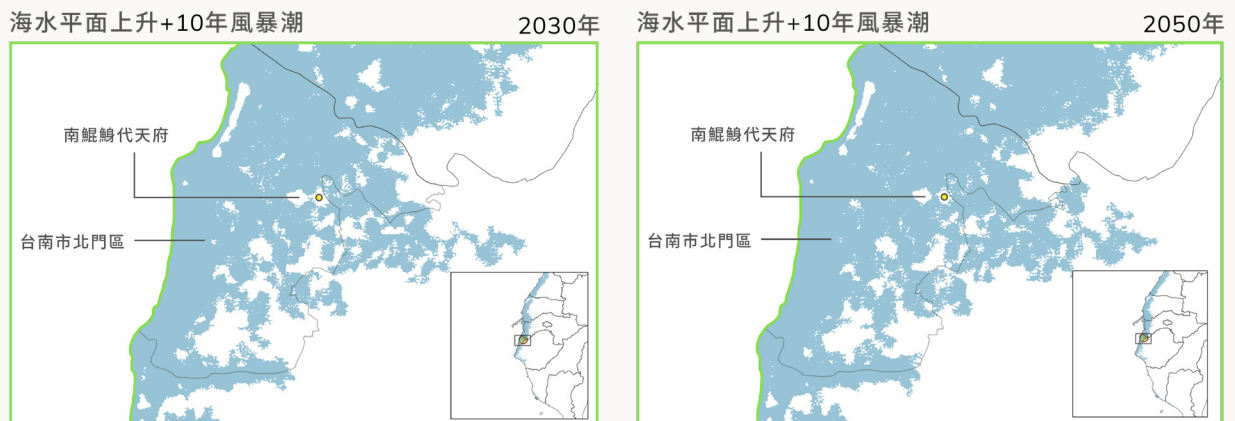 海水平面上升+10年風暴潮
2030年
南鯤鯓代天府
台南市北門區
海水平面上升+10年風暴潮
2050年
南鯤鯓代天府
台南市北門區